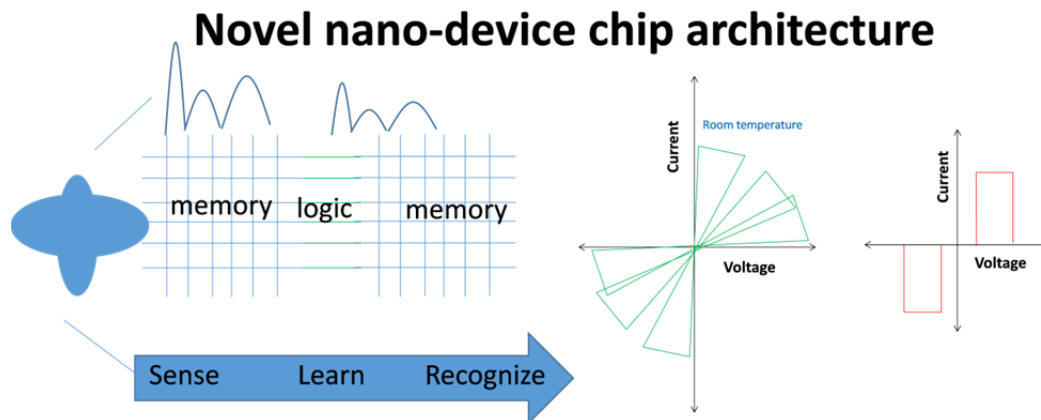 Novel nano-device chip architecture
memory logic memory
Sense Learn Recognize
Room temperature
Current
Voltage
Current
Voltage